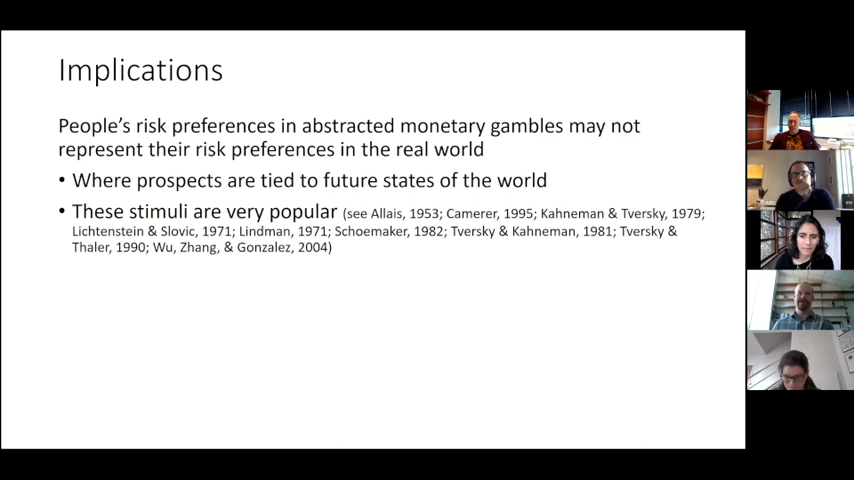 Implications
People's risk preferences in abstracted monetary gambles may not
represent their risk preferences in the real world
• Where prospects are tied to future states of the world
• These stimuli are very popular (see Allais, 1953; Camerer, 1995; Kahneman & Tversky, 1979;
Lichtenstein & Slovic, 1971; Lindman, 1971; Schoemaker, 1982; Tversky & Kahneman, 1981; Tversky &
Thaler, 1990; Wu, Zhang, & Gonzalez, 2004)